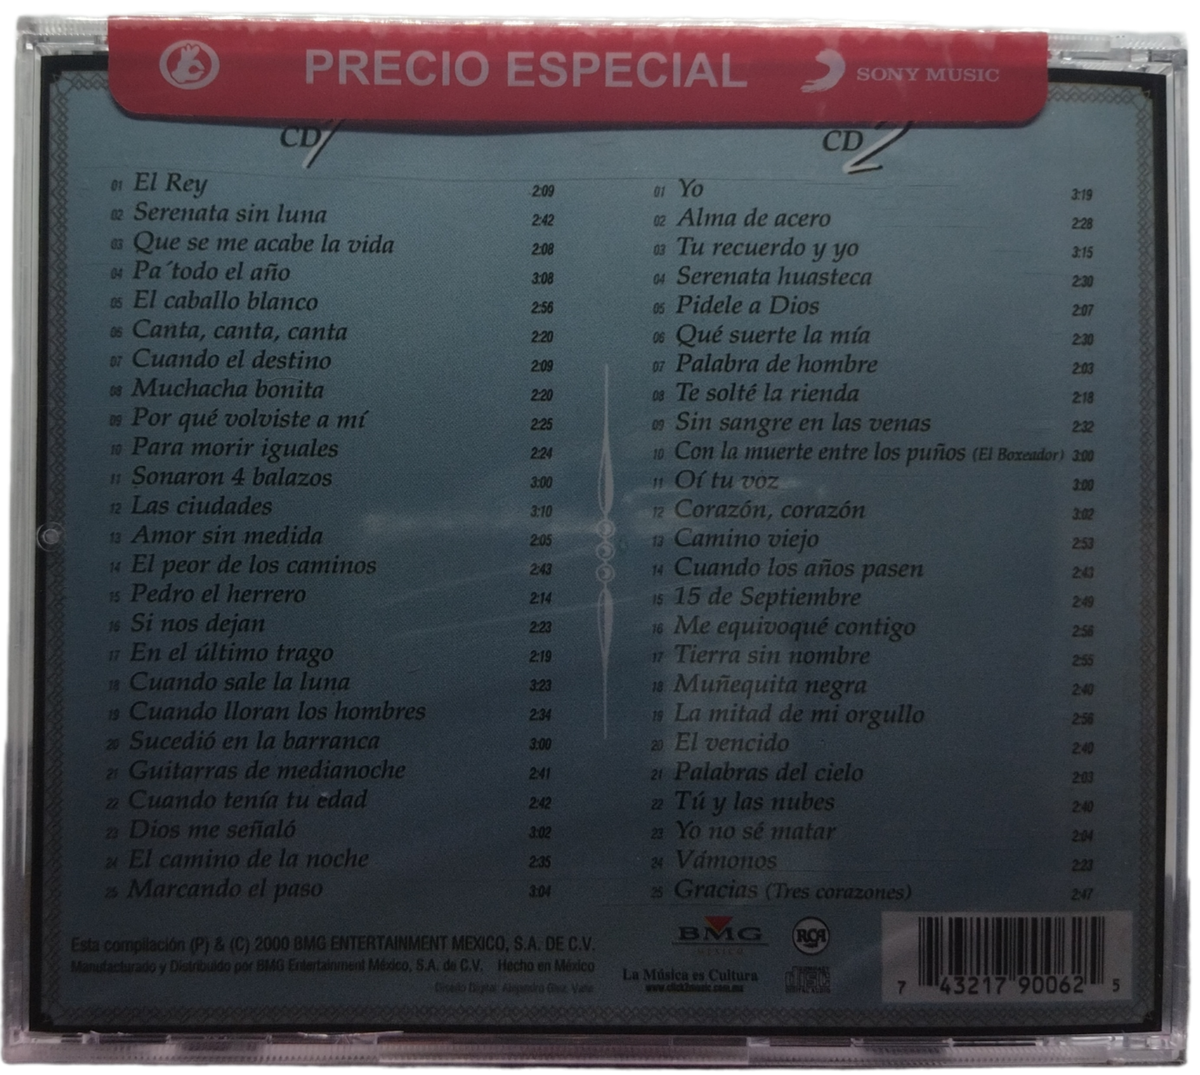 PRECIO ESPECIAL
SONY MUSIC
CD 1
01 El Rey 2:09
02 Serenata sin luna 2:42
03 Que se me acabe la vida 2:08
04 Pa´todo el año 3:08
05 El caballo blanco 2:56
06 Canta, canta, canta 2:20
07 Cuando el destino 2:09
08 Muchacha bonita 2:20
09 Por qué volviste a mí 2:25
10 Para morir iguales 2:24
11 Sonaron 4 balazos 3:00
12 Las ciudades 3:10
13 Amor sin medida 2:05
14 El peor de los caminos 2:43
15 Pedro el herrero 2:14
16 Si nos dejan 2:23
17 En el último trago 2:19
18 Cuando sale la luna 3:23
19 Cuando lloran los hombres 2:34
20 Sucedió en la barranca 3:00
21 Guitarras de medianoche 2:41
22 Cuando tenía tu edad 2:42
23 Dios me señaló 3:02
24 El camino de la noche 2:35
25 Marcando el paso 3:04
CD 2
01 Yo 3:19
02 Alma de acero 2:28
03 Tu recuerdo y yo 3:15
04 Serenata huasteca 2:30
05 Pidele a Dios 2:07
06 Qué suerte la mía 2:30
07 Palabra de hombre 2:03
08 Te solté la rienda 2:18
09 Sin sangre en las venas 2:32
10 Con la muerte entre los puños (El Boxeador) 3:00
11 Oí tu voz 3:00
12 Corazón, corazón 3:02
13 Camino viejo 2:53
14 Cuando los años pasen 2:43
15 15 de Septiembre 2:49
16 Me equivoqué contigo 2:58
17 Tierra sin nombre 2:55
18 Muñequita negra 2:40
19 La mitad de mi orgullo 2:56
20 El vencido 2:40
21 Palabras del cielo 2:03
22 Tú y las nubes 2:40
23 Yo no sé matar 2:04
24 Vámonos 2:23
25 Gracias (Tres corazones) 2:47
Esta compilación (P) & (C) 2000 BMG ENTERTAINMENT MEXICO, S.A. DE C.V.
Manufacturado y Distribuido por BMG Entertainment México, S.A. de C.V. Hecho en México
Diseño Digital: Alejandro
BMG
MÉXICO
RCA
La Música es Cultura
www.click2music.com.mx
7 43217 90062 5